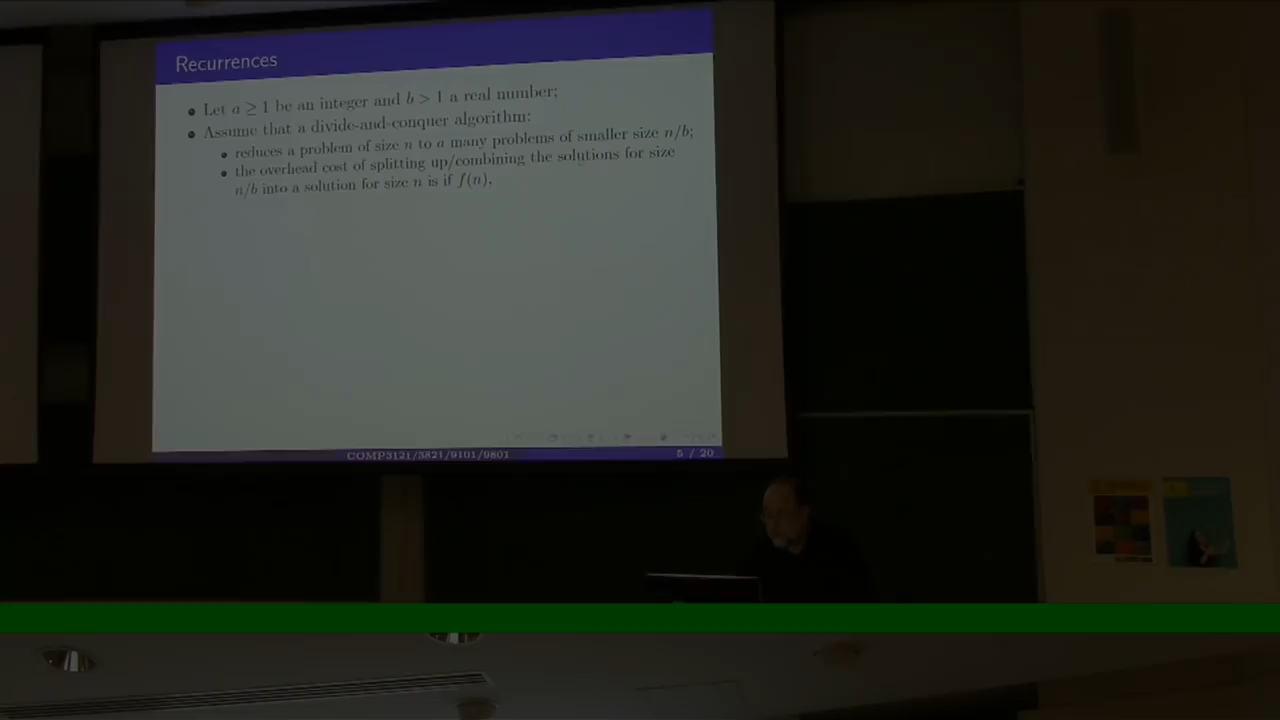 Recurrences
• Let a ≥ 1 be an integer and b > 1 a real number;
• Assume that a divide-and-conquer algorithm:
• reduces a problem of size n to a many problems of smaller size n/b;
• the overhead cost of splitting up/combining the solutions for size
n/b into a solution for size n is if f(n),
COMP3121/3821/9101/9801
5 / 20